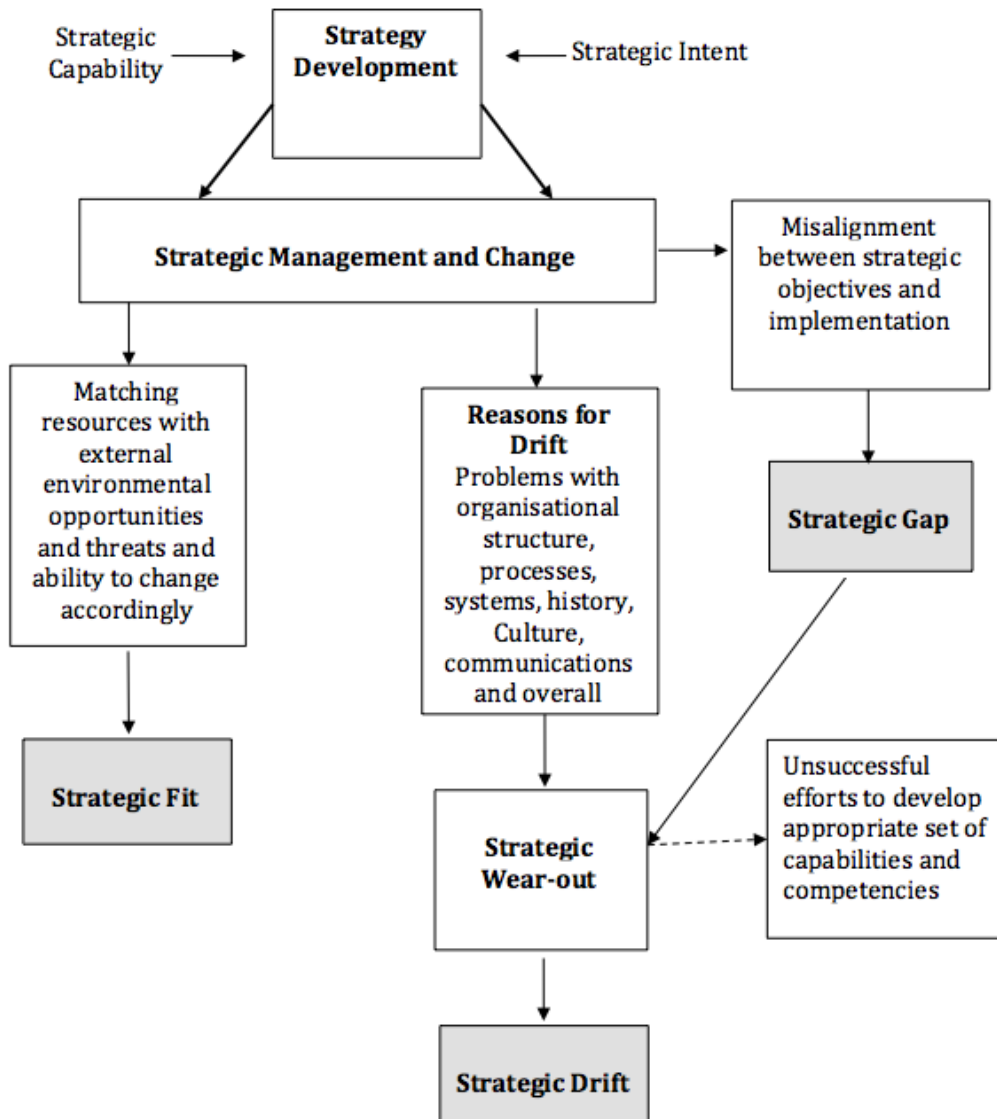 Strategic
Capability
Strategy
Development
Strategic Intent
Strategic Management and Change
Misalignment
between strategic
objectives and
implementation
Matching
resources with
external
environmental
opportunities
and threats and
ability to change
accordingly
Reasons for
Drift
Problems with
organisational
structure,
processes,
systems, history,
Culture,
communications
and overall
Strategic Gap
Strategic Fit
Strategic
Wear-out
Unsuccessful
efforts to develop
appropriate set of
capabilities and
competencies
Strategic Drift